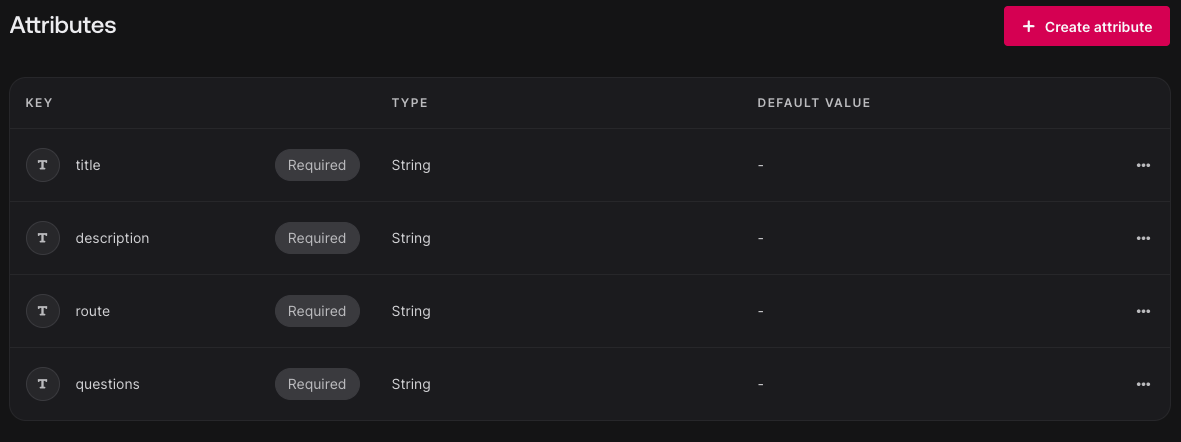 Attributes
+ Create attribute
KEY TYPE DEFAULT VALUE
T title Required String -
T description Required String -
T route Required String -
T questions Required String -